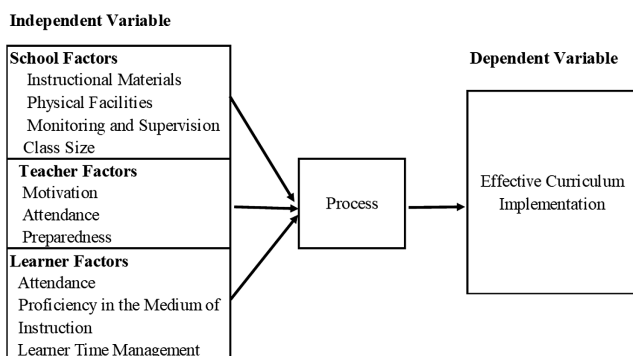 Independent Variable
School Factors
Instructional Materials
Physical Facilities
Monitoring and Supervision
Class Size
Teacher Factors
Motivation
Attendance
Preparedness
Learner Factors
Attendance
Proficiency in the Medium of
Instruction
Learner Time Management
Process
Dependent Variable
Effective Curriculum
Implementation